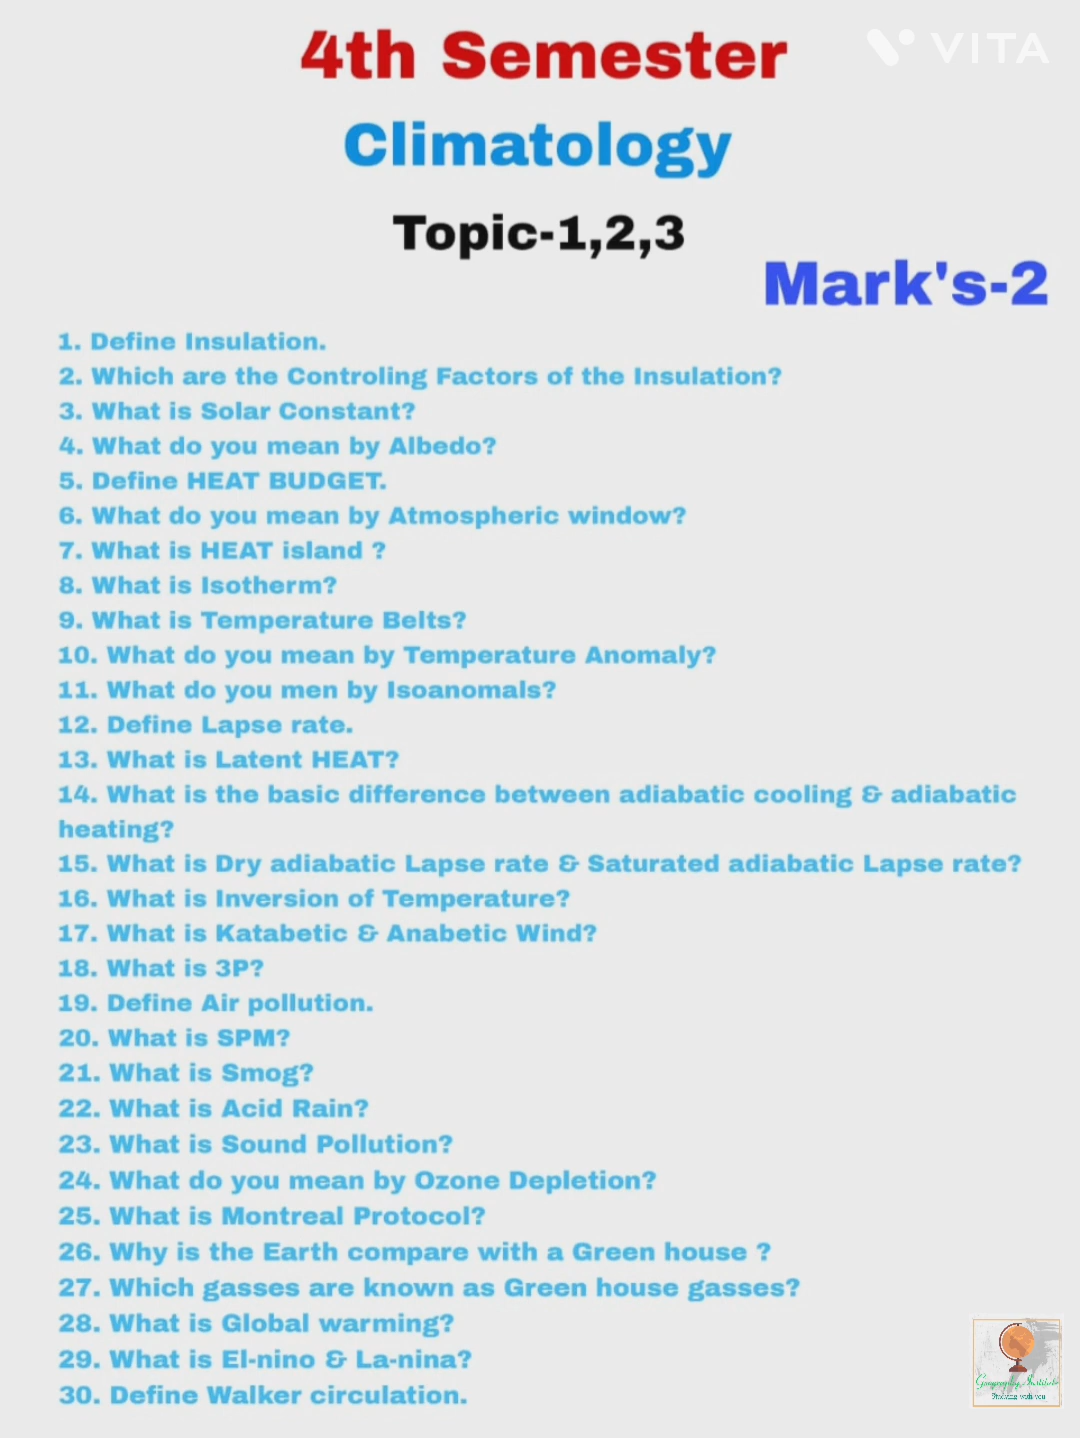 4th Semester
VITA
Climatology
Topic-1,2,3
Mark's-2
1. Define Insulation.
2. Which are the Controling Factors of the Insulation?
3. What is Solar Constant?
4. What do you mean by Albedo?
5. Define HEAT BUDGET.
6. What do you mean by Atmospheric window?
7. What is HEAT island ?
8. What is Isotherm?
9. What is Temperature Belts?
10. What do you mean by Temperature Anomaly?
11. What do you men by Isoanomals?
12. Define Lapse rate.
13. What is Latent HEAT?
14. What is the basic difference between adiabatic cooling & adiabatic
heating?
15. What is Dry adiabatic Lapse rate & Saturated adiabatic Lapse rate?
16. What is Inversion of Temperature?
17. What is Katabetic & Anabetic Wind?
18. What is 3P?
19. Define Air pollution.
20. What is SPM?
21. What is Smog?
22. What is Acid Rain?
23. What is Sound Pollution?
24. What do you mean by Ozone Depletion?
25. What is Montreal Protocol?
26. Why is the Earth compare with a Green house ?
27. Which gasses are known as Green house gasses?
28. What is Global warming?
29. What is El-nino & La-nina?
30. Define Walker circulation.
Geography Institute
Studying with you